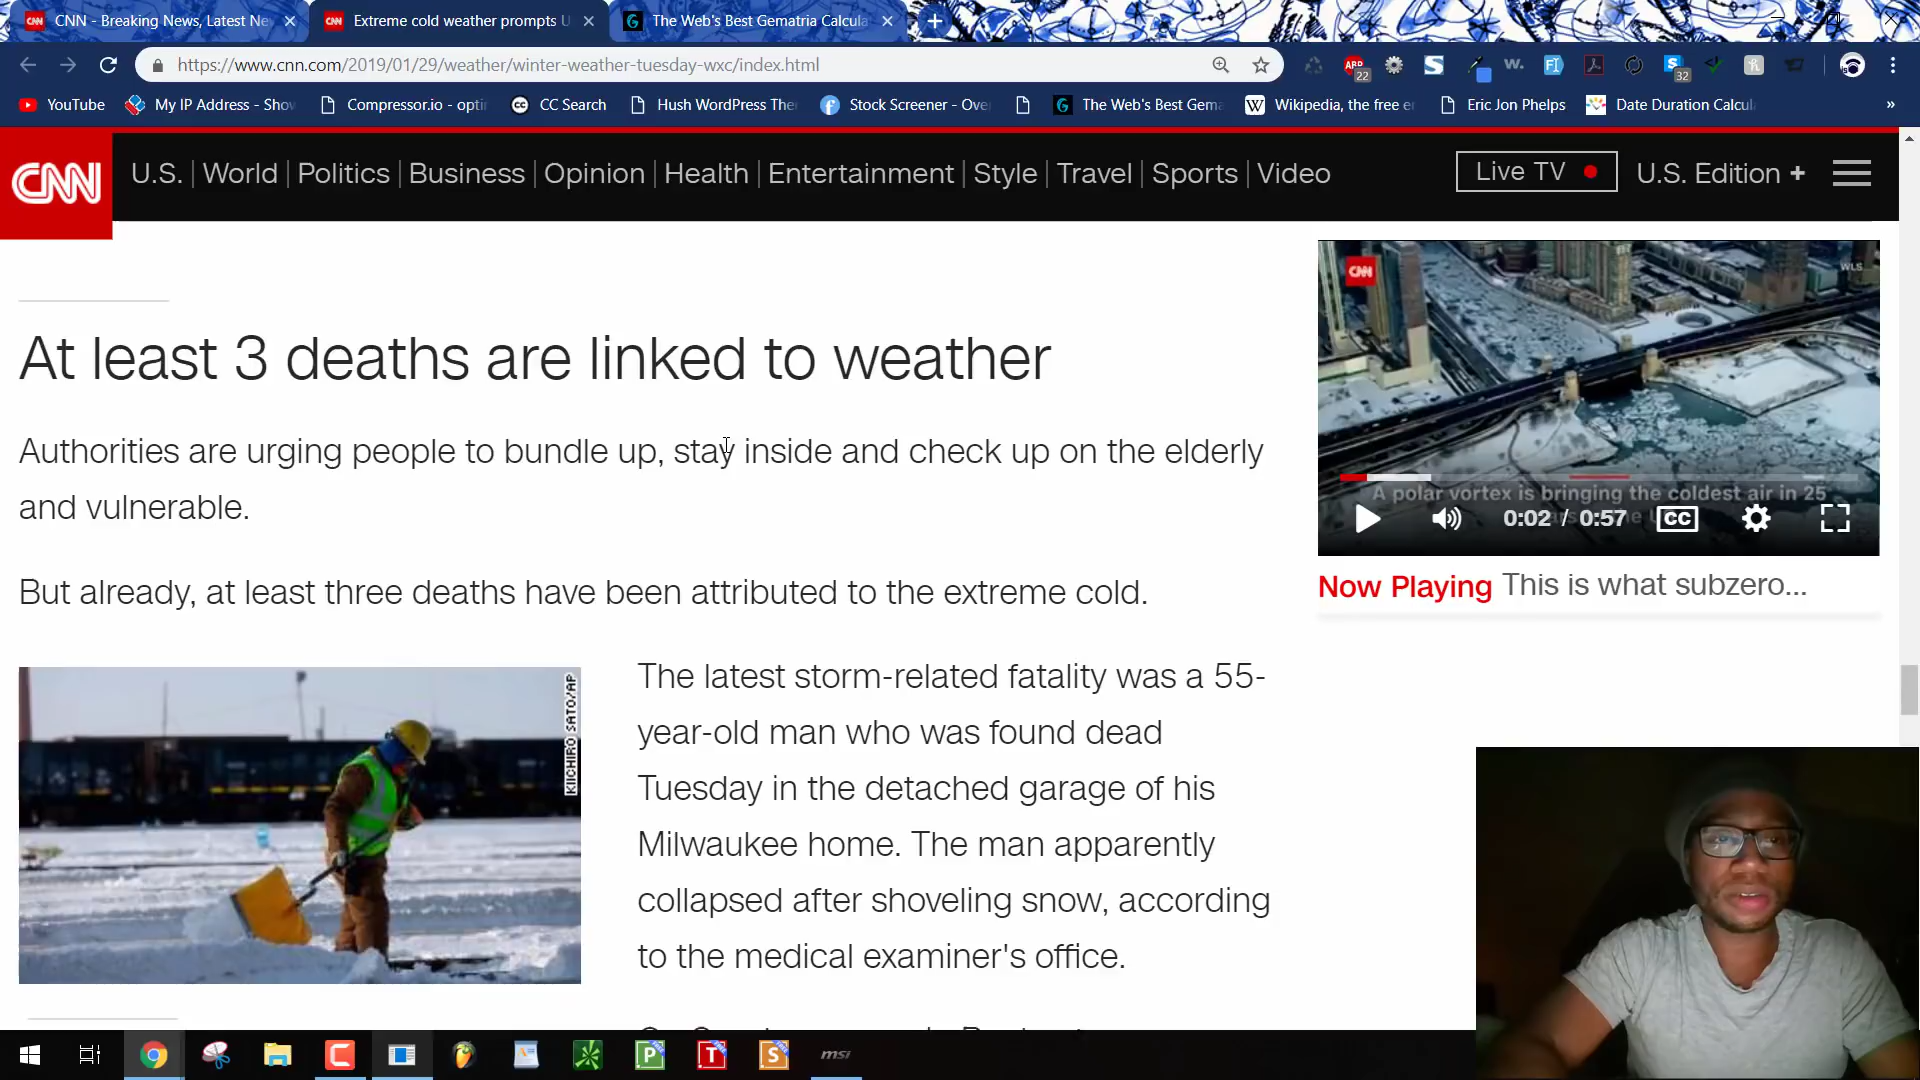 CNN - Breaking News, Latest Ne
Extreme cold weather prompts U
The Web's Best Gematria Calcula
https://www.cnn.com/2019/01/29/weather/winter-weather-tuesday-wxc/index.html
ABP
22
W.
32
YouTube
My IP Address - Shov
Compressor.io - opti
CC Search
Hush WordPress The
Stock Screener - Ove
The Web's Best Gema
Wikipedia, the free e
Eric Jon Phelps
Date Duration Calcul
»
CNN
U.S.
World
Politics
Business
Opinion
Health
Entertainment
Style
Travel
Sports
Video
Live TV
U.S. Edition +
CNN
WLS
At least 3 deaths are linked to weather
Authorities are urging people to bundle up, stay inside and check up on the elderly
and vulnerable.
But already, at least three deaths have been attributed to the extreme cold.
A polar vortex is bringing the coldest air in 25
0:02 / 0:57
CC
Now Playing This is what subzero...
KIICHIRO SATO/AP
The latest storm-related fatality was a 55-
year-old man who was found dead
Tuesday in the detached garage of his
Milwaukee home. The man apparently
collapsed after shoveling snow, according
to the medical examiner's office.
P
T
S
msi